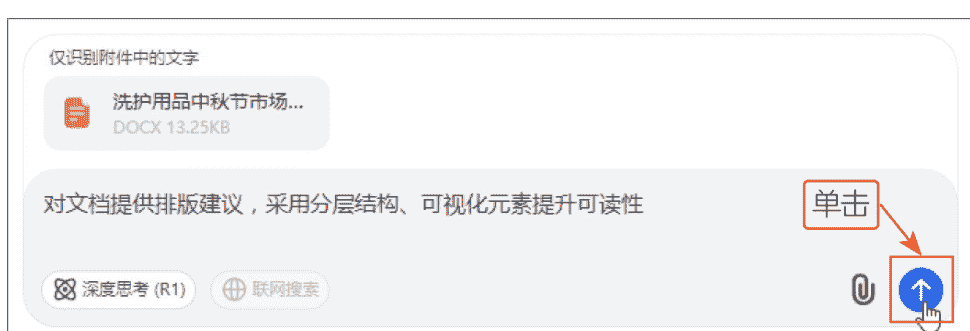 仅识别附件中的文字
洗护用品中秋节市场...
DOCX 13.25KB
对文档提供排版建议，采用分层结构、可视化元素提升可读性
单击
深度思考 (R1)
联网搜索